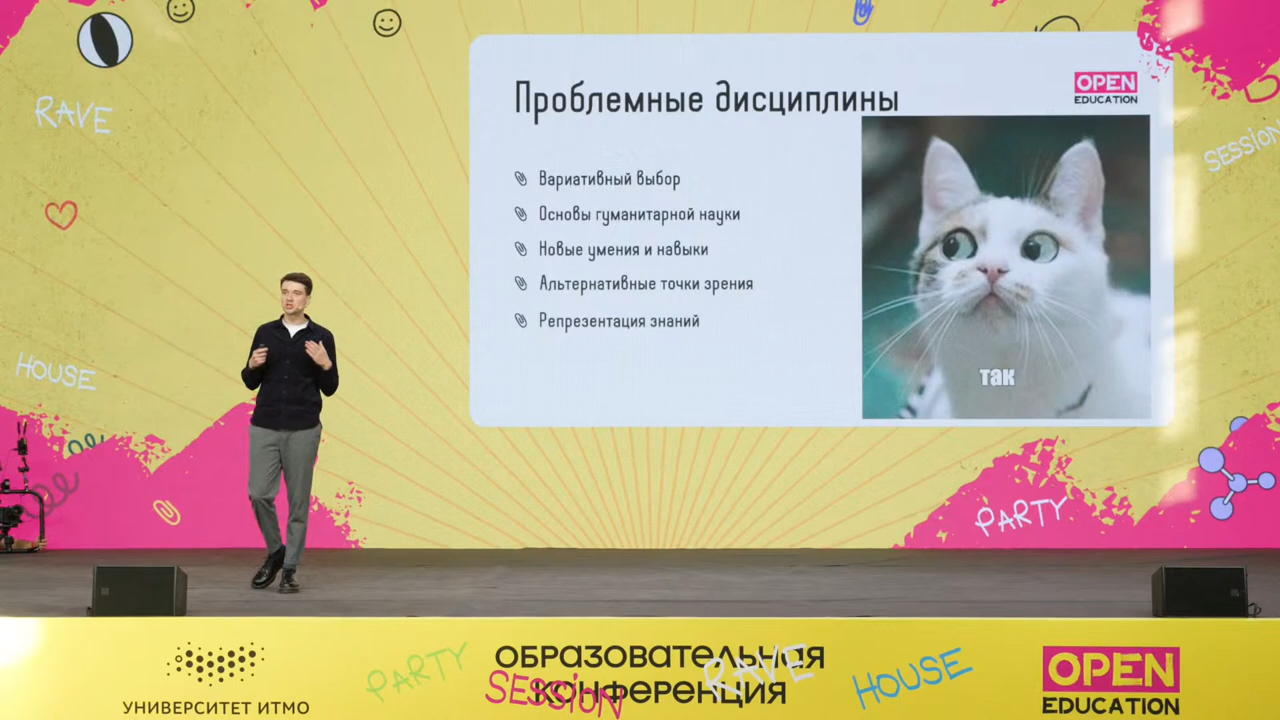 RAVE
SESSION
HOUSE
PARTY
Проблемные дисциплины
OPEN
EDUCATION
Вариативный выбор
Основы гуманитарной науки
Новые умения и навыки
Альтернативные точки зрения
Репрезентация знаний
так
УНИВЕРСИТЕТ ИТМО
PARTY
ОБРАЗОВАТЕЛЬНАЯ
КОНФЕРЕНЦИЯ
SESSION
RAVE
HOUSE
OPEN
EDUCATION